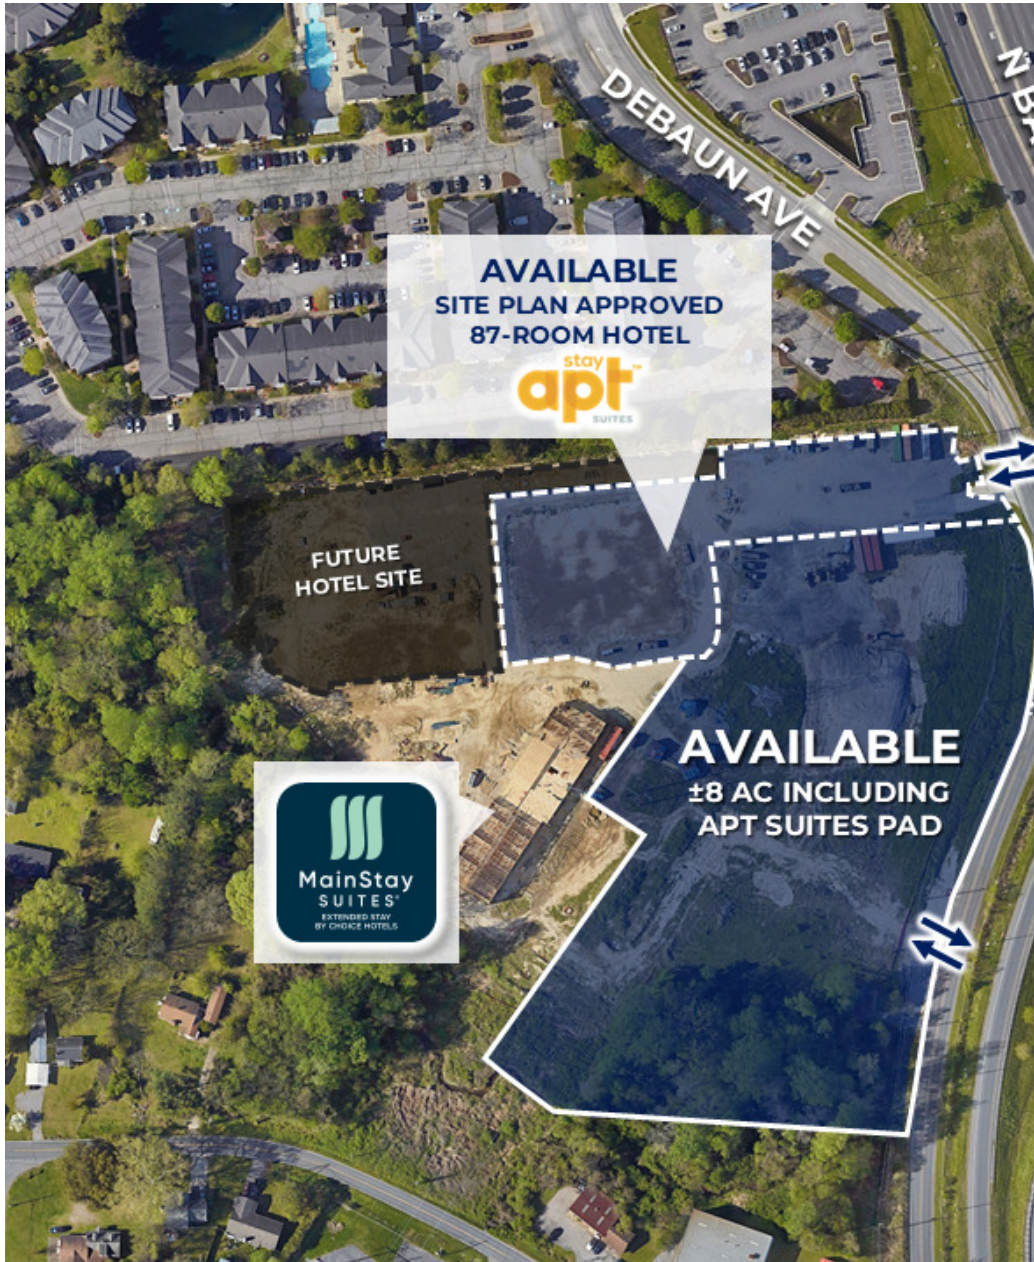 DEBAUN AVE
AVAILABLE
SITE PLAN APPROVED
87-ROOM HOTEL
stay
apt™
SUITES
FUTURE
HOTEL SITE
AVAILABLE
±8 AC INCLUDING
APT SUITES PAD
MainStay
SUITES®
EXTENDED STAY
BY CHOICE HOTELS